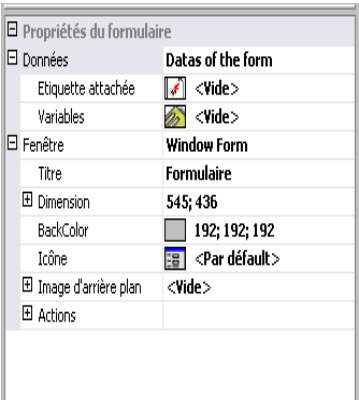 Propriétés du formulaire
Données Datas of the form
Etiquette attachée <Vide>
Variables <Vide>
Fenêtre Window Form
Titre Formulaire
Dimension 545; 436
BackColor 192; 192; 192
Icône <Par défault>
Image d'arrière plan <Vide>
Actions